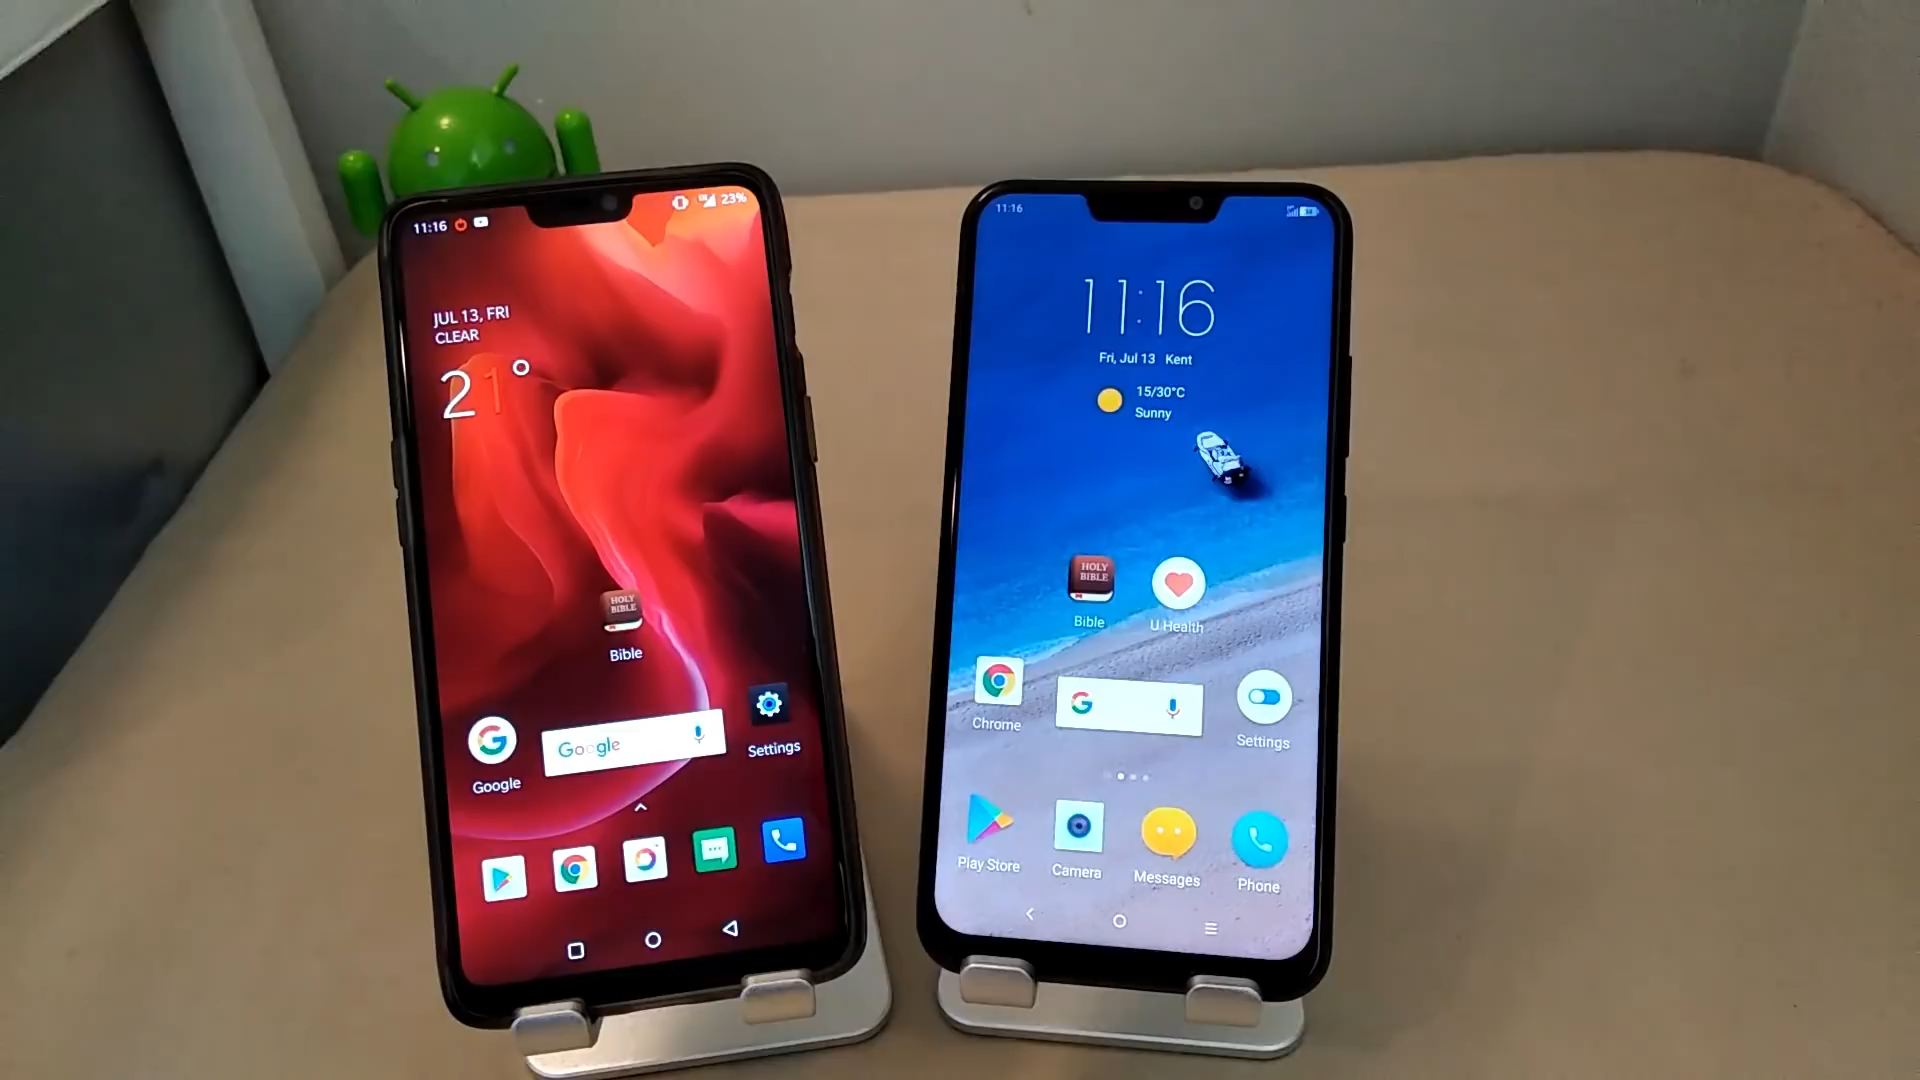 11:16
23%
JUL 13, FRI
CLEAR
21°
HOLY
BIBLE
Bible
Google
Google
Settings
11:16
11:16
Fri, Jul 13 Kent
15/30°C
Sunny
HOLY
BIBLE
Bible
U Health
Chrome
G
Settings
Play Store
Camera
Messages
Phone